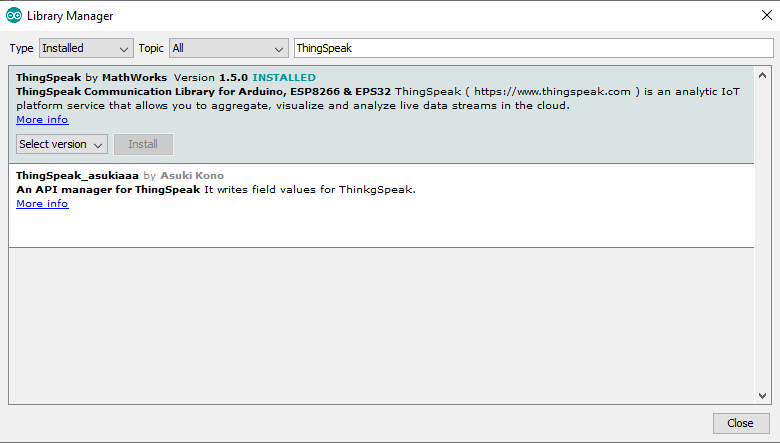 Library Manager
Type Installed Topic All ThingSpeak
ThingSpeak by MathWorks Version 1.5.0 INSTALLED
ThingSpeak Communication Library for Arduino, ESP8266 & EPS32 ThingSpeak ( https://www.thingspeak.com ) is an analytic IoT
platform service that allows you to aggregate, visualize and analyze live data streams in the cloud.
More info
Select version Install
ThingSpeak_asukiaaa by Asuki Kono
An API manager for ThingSpeak It writes field values for ThinkgSpeak.
More info
Close